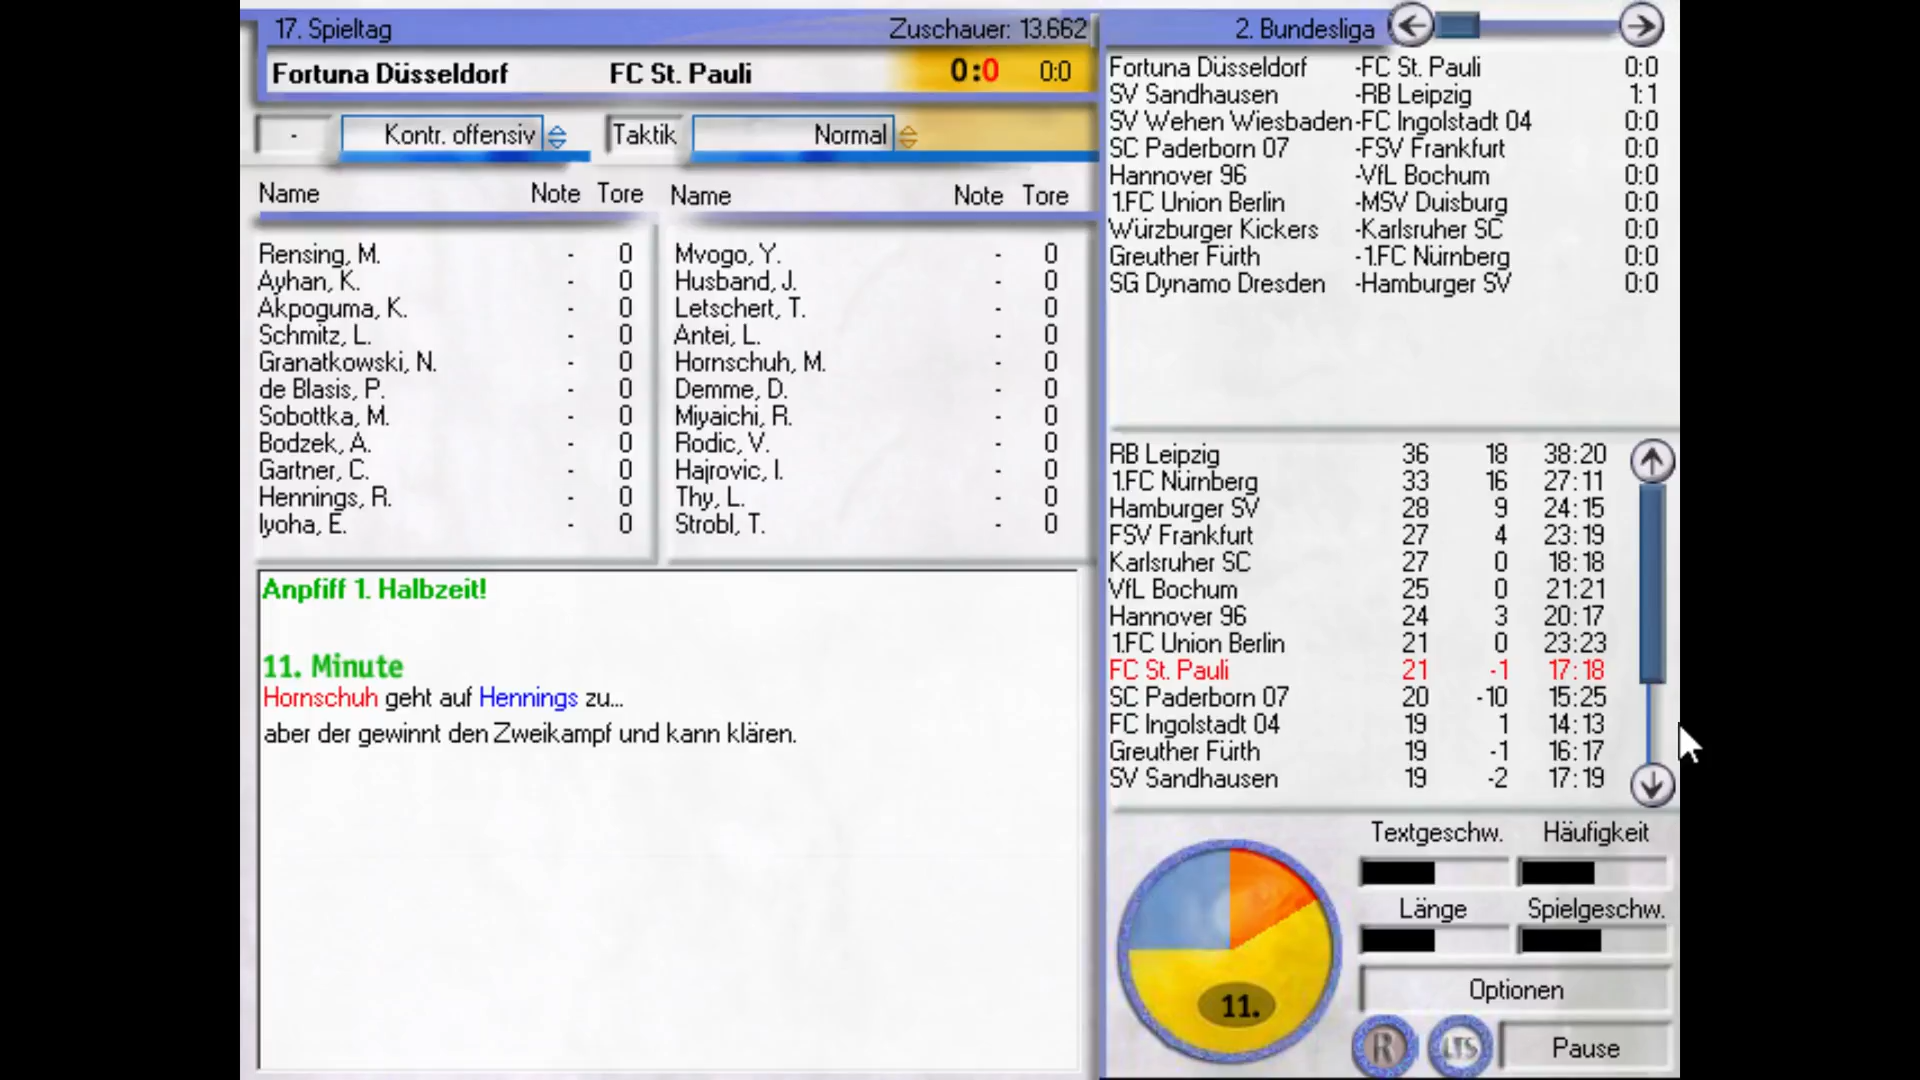 17. Spieltag Zuschauer: 13.662
Fortuna Düsseldorf FC St. Pauli 0:0 0:0
- Kontr. offensiv Taktik Normal
Name Note Tore Name Note Tore
Rensing, M. - 0 Mvogo, Y. - 0
Ayhan, K. - 0 Husband, J. - 0
Akpoguma, K. - 0 Letschert, T. - 0
Schmitz, L. - 0 Antei, L. - 0
Granatkowski, N. - 0 Hornschuh, M. - 0
de Blasis, P. - 0 Demme, D. - 0
Sobottka, M. - 0 Miyaichi, R. - 0
Bodzek, A. - 0 Rodic, V. - 0
Gartner, C. - 0 Hajrovic, I. - 0
Hennings, R. - 0 Thy, L. - 0
Iyoha, E. - 0 Strobl, T. - 0
Anpfiff 1. Halbzeit!
11. Minute
Hornschuh geht auf Hennings zu...
aber der gewinnt den Zweikampf und kann klären.
2. Bundesliga
Fortuna Düsseldorf -FC St. Pauli 0:0
SV Sandhausen -RB Leipzig 1:1
SV Wehen Wiesbaden -FC Ingolstadt 04 0:0
SC Paderborn 07 -FSV Frankfurt 0:0
Hannover 96 -VfL Bochum 0:0
1.FC Union Berlin -MSV Duisburg 0:0
Würzburger Kickers -Karlsruher SC 0:0
Greuther Fürth -1.FC Nürnberg 0:0
SG Dynamo Dresden -Hamburger SV 0:0
RB Leipzig 36 18 38:20
1.FC Nürnberg 33 16 27:11
Hamburger SV 28 9 24:15
FSV Frankfurt 27 4 23:19
Karlsruher SC 27 0 18:18
VfL Bochum 25 0 21:21
Hannover 96 24 3 20:17
1.FC Union Berlin 21 0 23:23
FC St. Pauli 21 -1 17:18
SC Paderborn 07 20 -10 15:25
FC Ingolstadt 04 19 1 14:13
Greuther Fürth 19 -1 16:17
SV Sandhausen 19 -2 17:19
Textgeschw. Häufigkeit
Länge Spielgeschw.
11.
Optionen
R LTS Pause